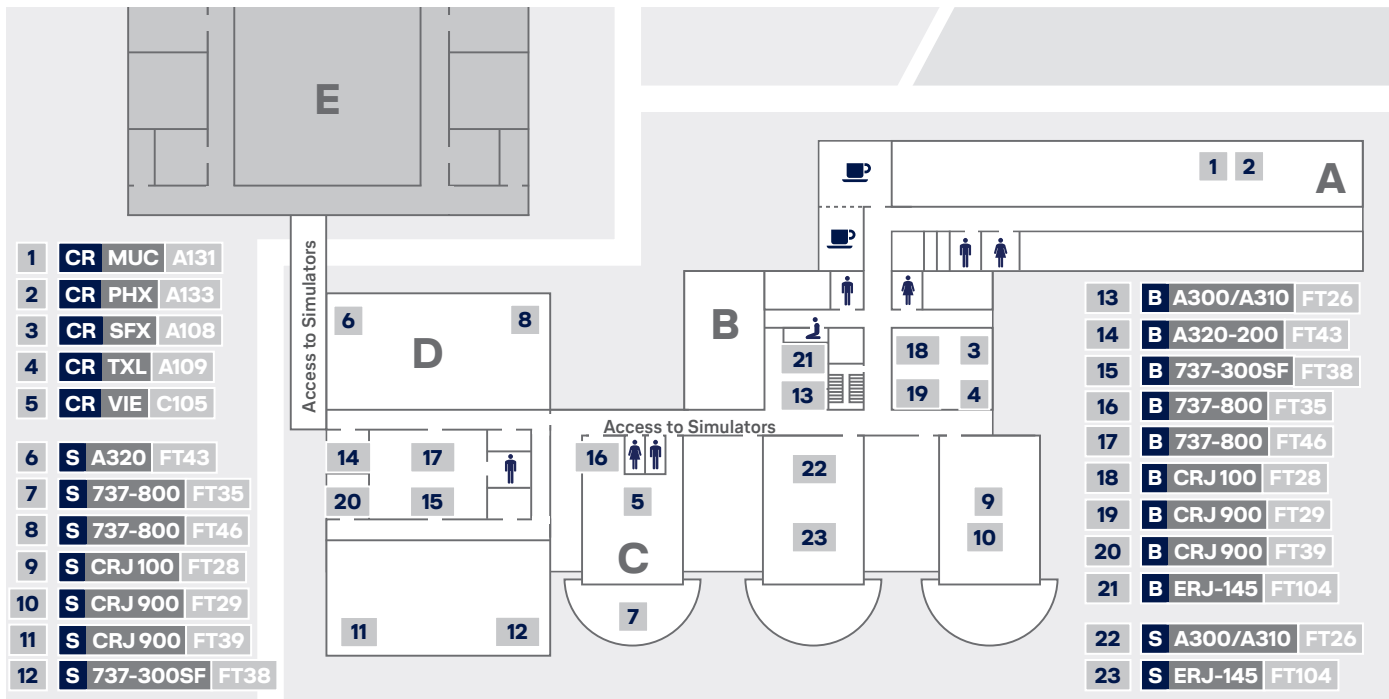 E
A
1 2
Access to Simulators
B
D
6 8
21 18 3
13 19 4
Access to Simulators
14 17
20 15
16
5
C
22
23
9
10
7
11 12
1 CR MUC A131
2 CR PHX A133
3 CR SFX A108
4 CR TXL A109
5 CR VIE C105
6 S A320 FT43
7 S 737-800 FT35
8 S 737-800 FT46
9 S CRJ 100 FT28
10 S CRJ 900 FT29
11 S CRJ 900 FT39
12 S 737-300SF FT38
13 B A300/A310 FT26
14 B A320-200 FT43
15 B 737-300SF FT38
16 B 737-800 FT35
17 B 737-800 FT46
18 B CRJ 100 FT28
19 B CRJ 900 FT29
20 B CRJ 900 FT39
21 B ERJ-145 FT104
22 S A300/A310 FT26
23 S ERJ-145 FT104